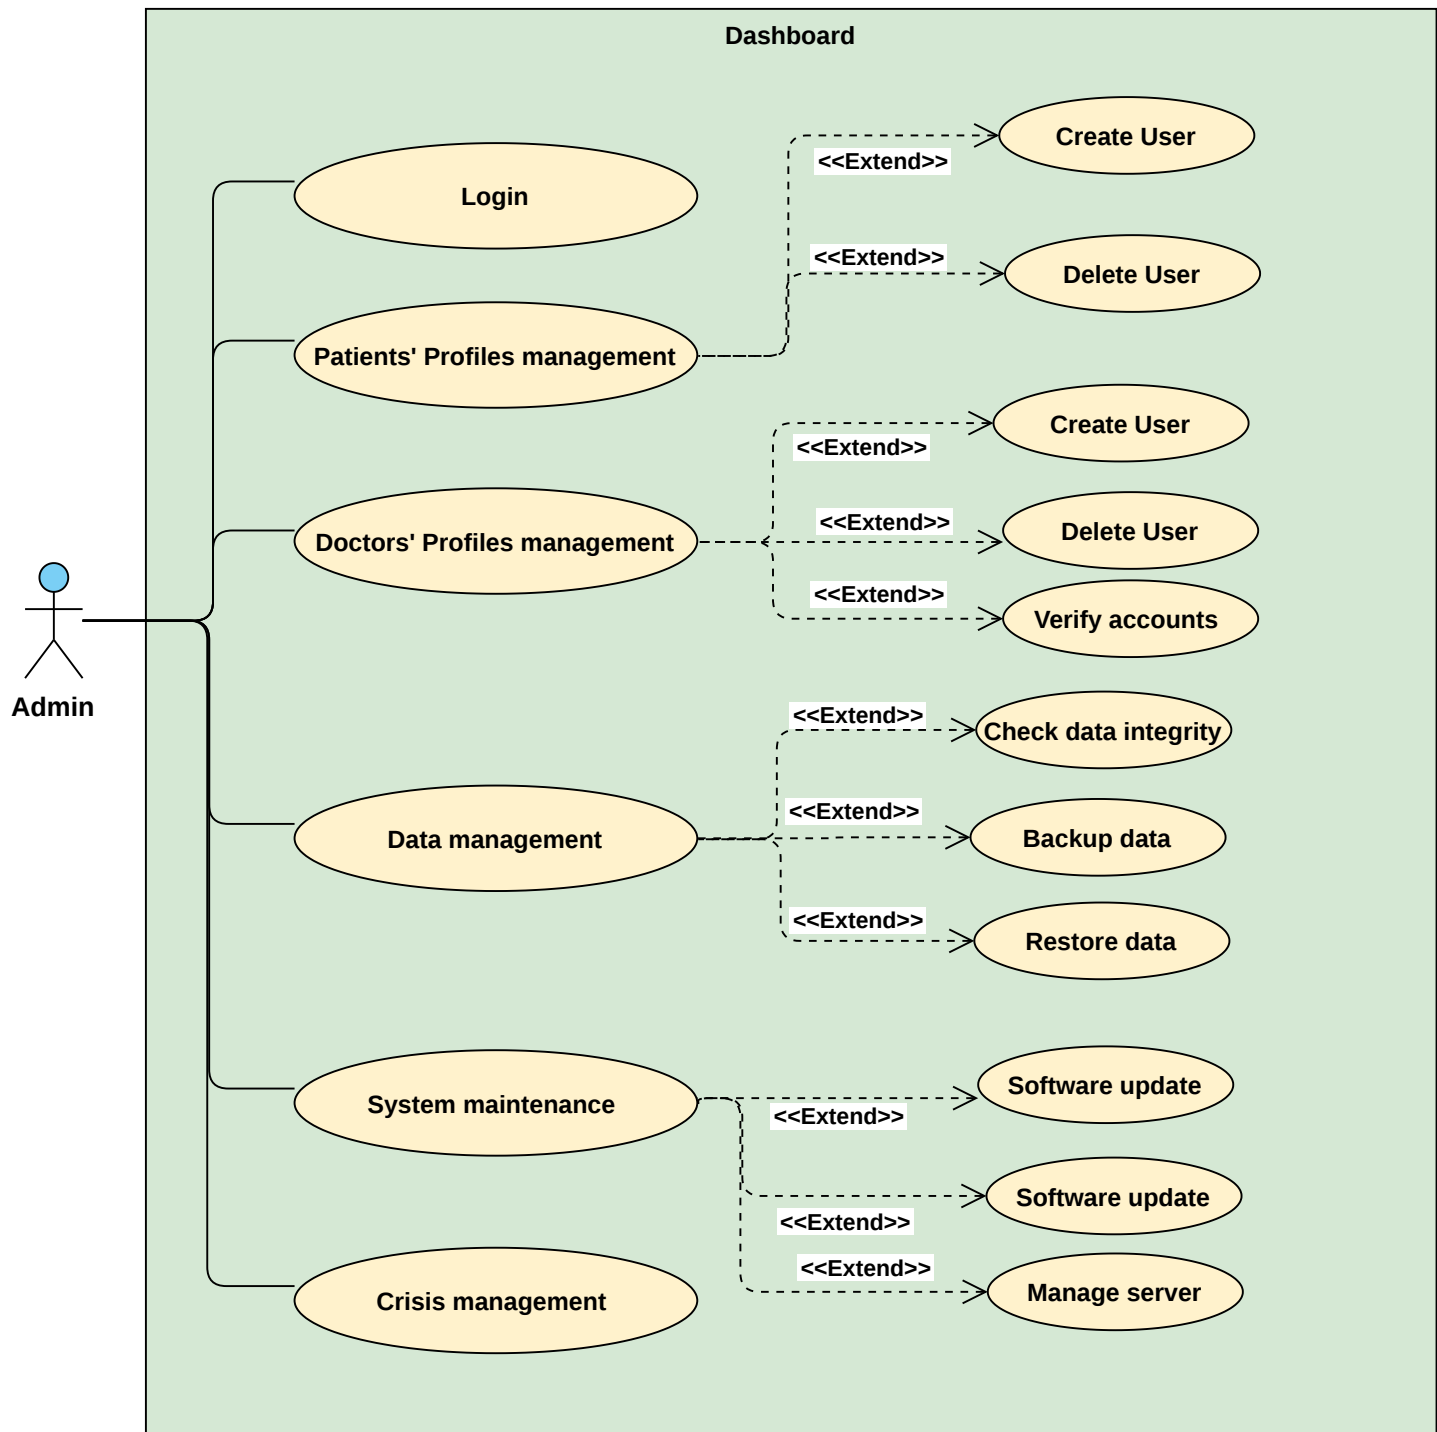 Dashboard
Create User
<<Extend>>
Login
<<Extend>>
Delete User
Patients' Profiles management
Create User
<<Extend>>
<<Extend>>
Delete User
Doctors' Profiles management
<<Extend>>
Verify accounts
Admin
<<Extend>>
Check data integrity
<<Extend>>
Data management
Backup data
<<Extend>>
Restore data
Software update
System maintenance
<<Extend>>
Software update
<<Extend>>
<<Extend>>
Manage server
Crisis management